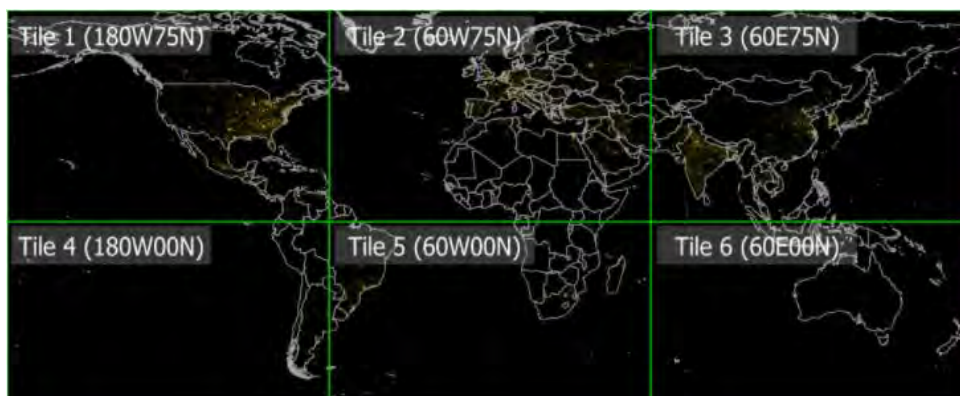 Tile 1 (180W75N)
Tile 2 (60W75N)
Tile 3 (60E75N)
Tile 4 (180W00N)
Tile 5 (60W00N)
Tile 6 (60E00N)